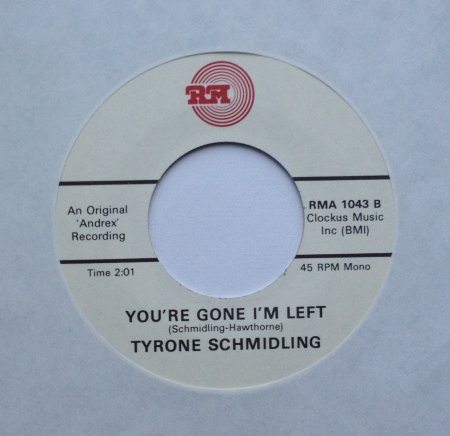 RM
An Original
'Andrex'
Recording
RMA 1043 B
Clockus Music
Inc (BMI)
Time 2:01
45 RPM Mono
YOU'RE GONE I'M LEFT
(Schmidling-Hawthorne)
TYRONE SCHMIDLING